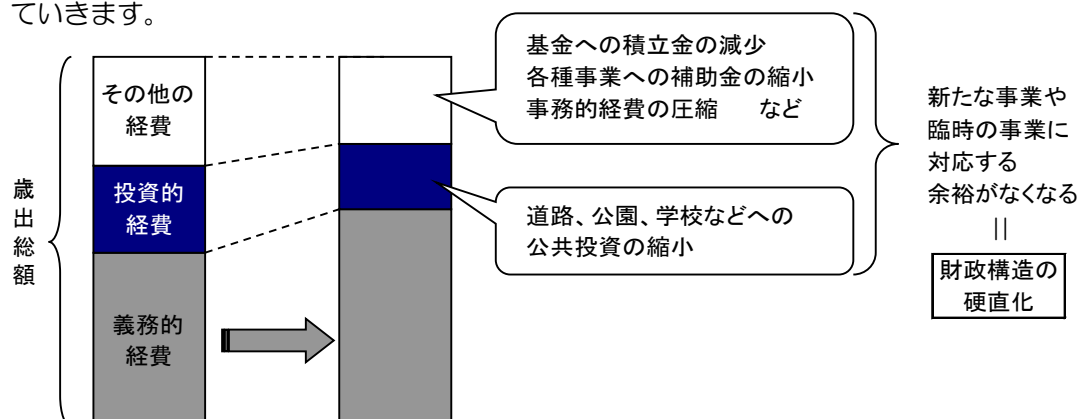 ていきます。
歳出総額
その他の
経費
投資的
経費
義務的
経費
基金への積立金の減少
各種事業への補助金の縮小
事務的経費の圧縮　など
道路、公園、学校などへの
公共投資の縮小
新たな事業や
臨時の事業に
対応する
余裕がなくなる
||
財政構造の
硬直化